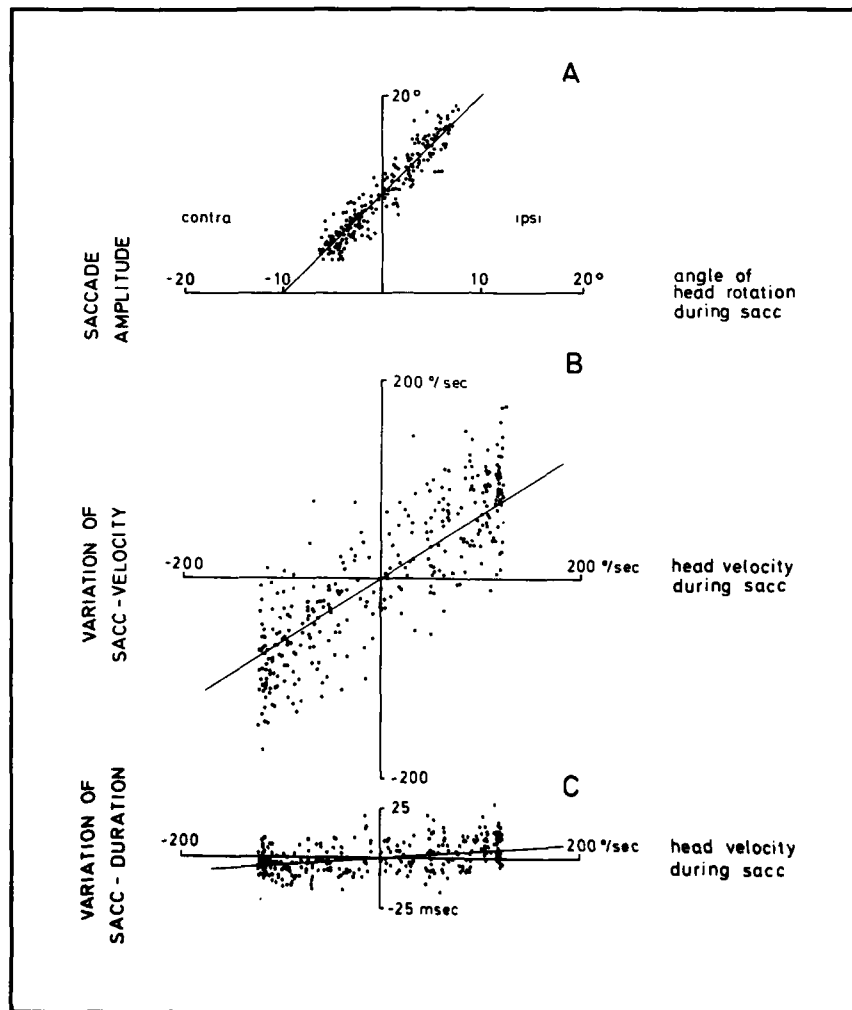 A
20°
contra
ipsi
SACCADE
AMPLITUDE
-20
-10
10
20°
angle of
head rotation
during sacc
B
200 °/sec
VARIATION OF
SACC-VELOCITY
-200
200 °/sec
head velocity
during sacc
-200
C
VARIATION OF
SACC-DURATION
25
-200
200°/sec
head velocity
during sacc
-25 msec